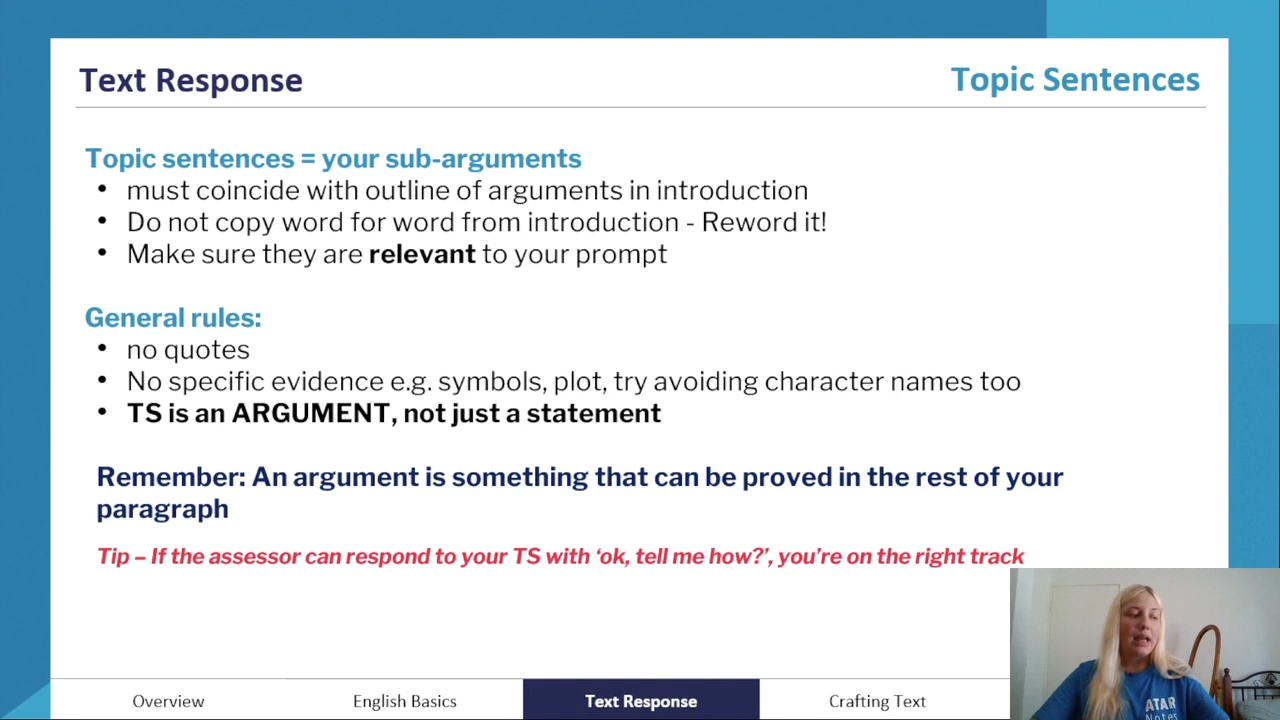 Text Response
Topic Sentences
Topic sentences = your sub-arguments
• must coincide with outline of arguments in introduction
• Do not copy word for word from introduction - Reword it!
• Make sure they are relevant to your prompt
General rules:
• no quotes
• No specific evidence e.g. symbols, plot, try avoiding character names too
• TS is an ARGUMENT, not just a statement
Remember: An argument is something that can be proved in the rest of your
paragraph
Tip – If the assessor can respond to your TS with ‘ok, tell me how?’, you’re on the right track
Overview
English Basics
Text Response
Crafting Text
ATAR
Notes